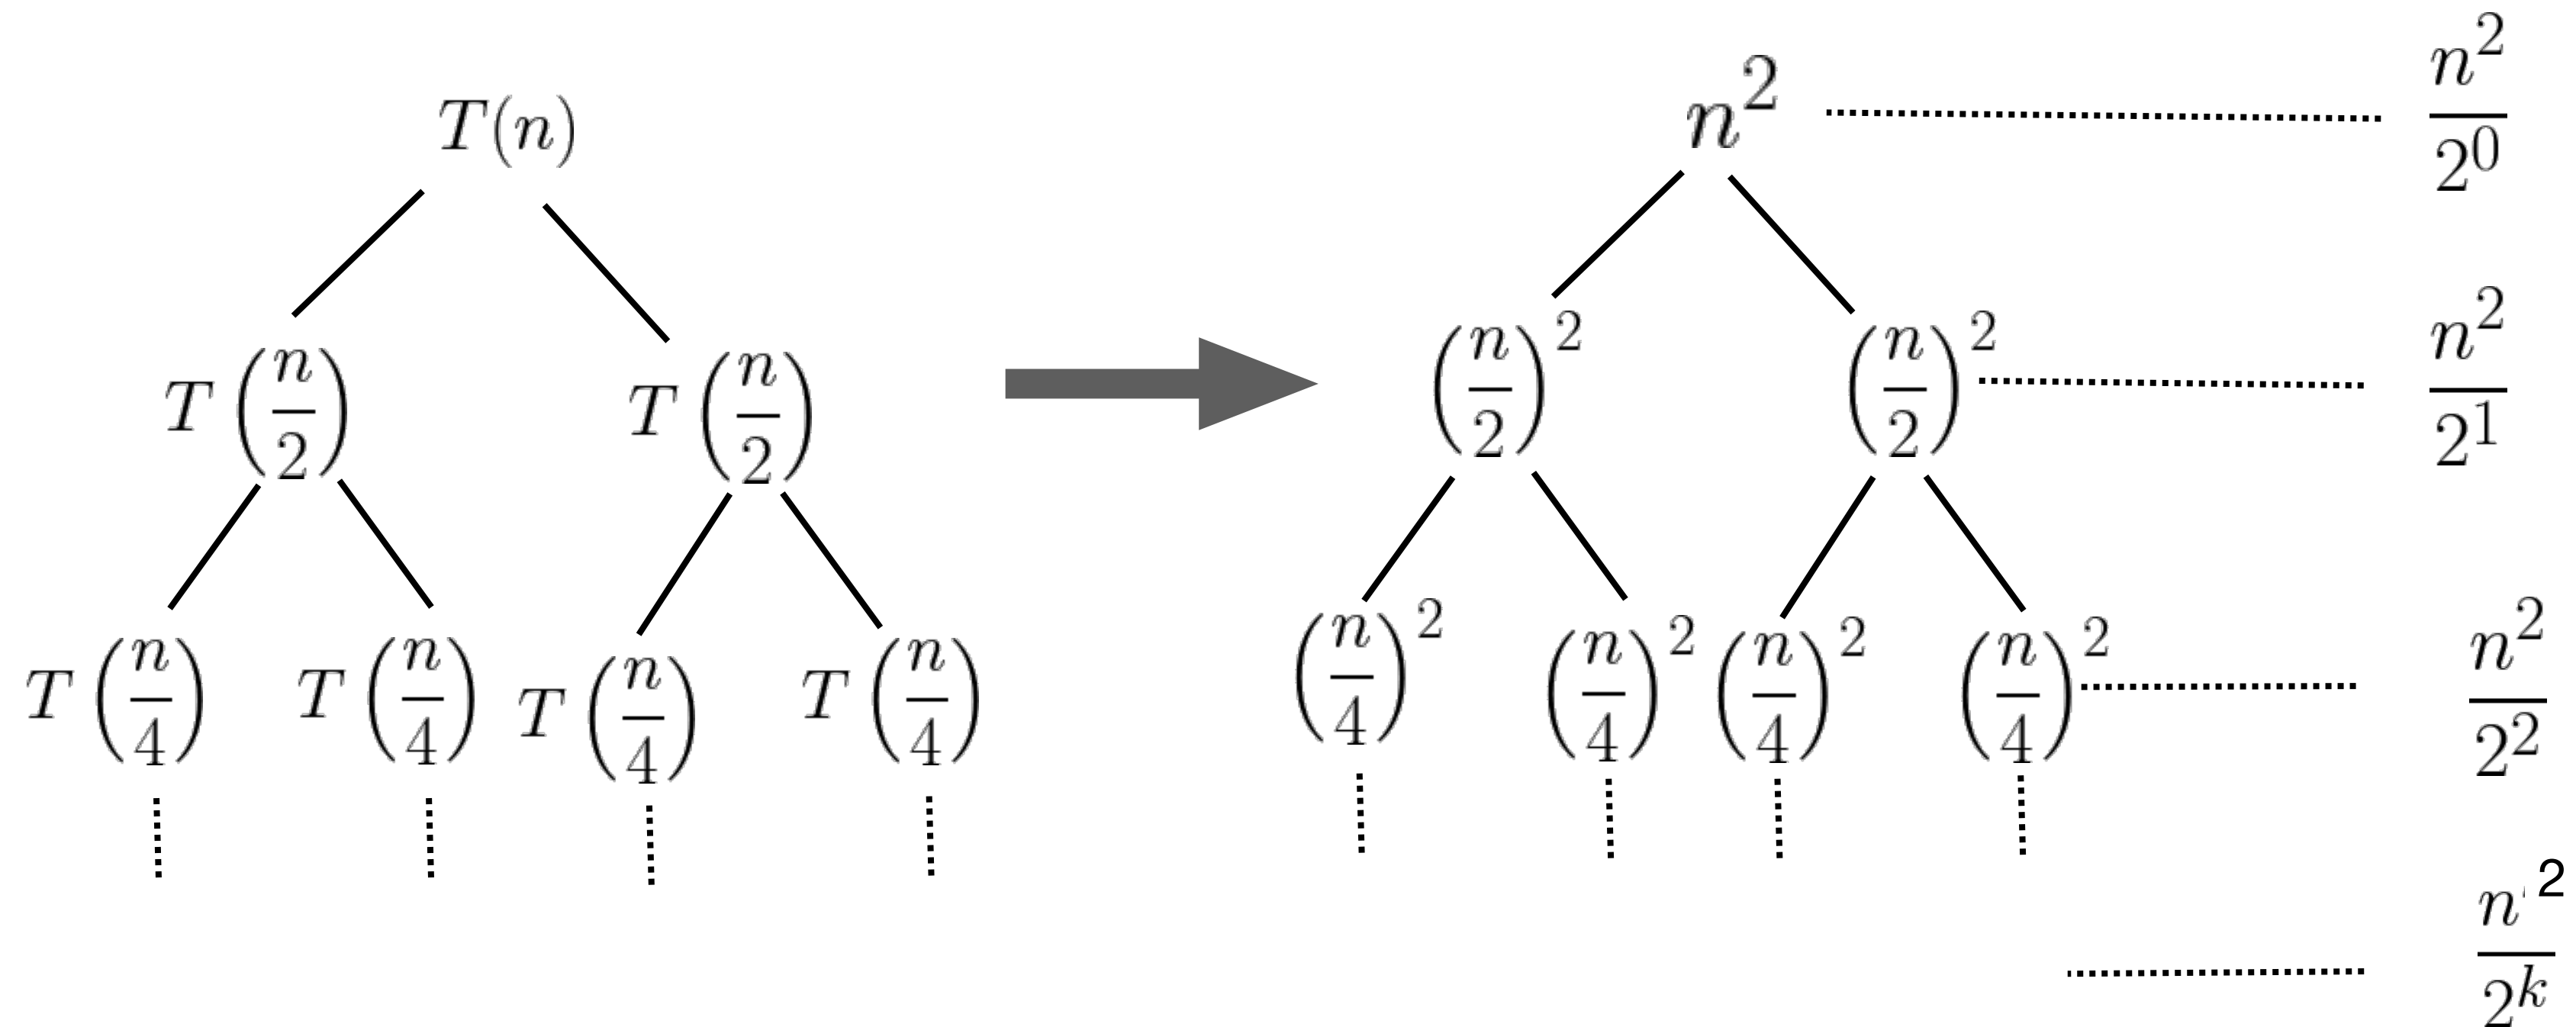 T(n)
T(n/2) T(n/2)
T(n/4) T(n/4) T(n/4) T(n/4)
n^2 n^2/2^0
(n/2)^2 (n/2)^2 n^2/2^1
(n/4)^2 (n/4)^2 (n/4)^2 (n/4)^2 n^2/2^2
n^2/2^k